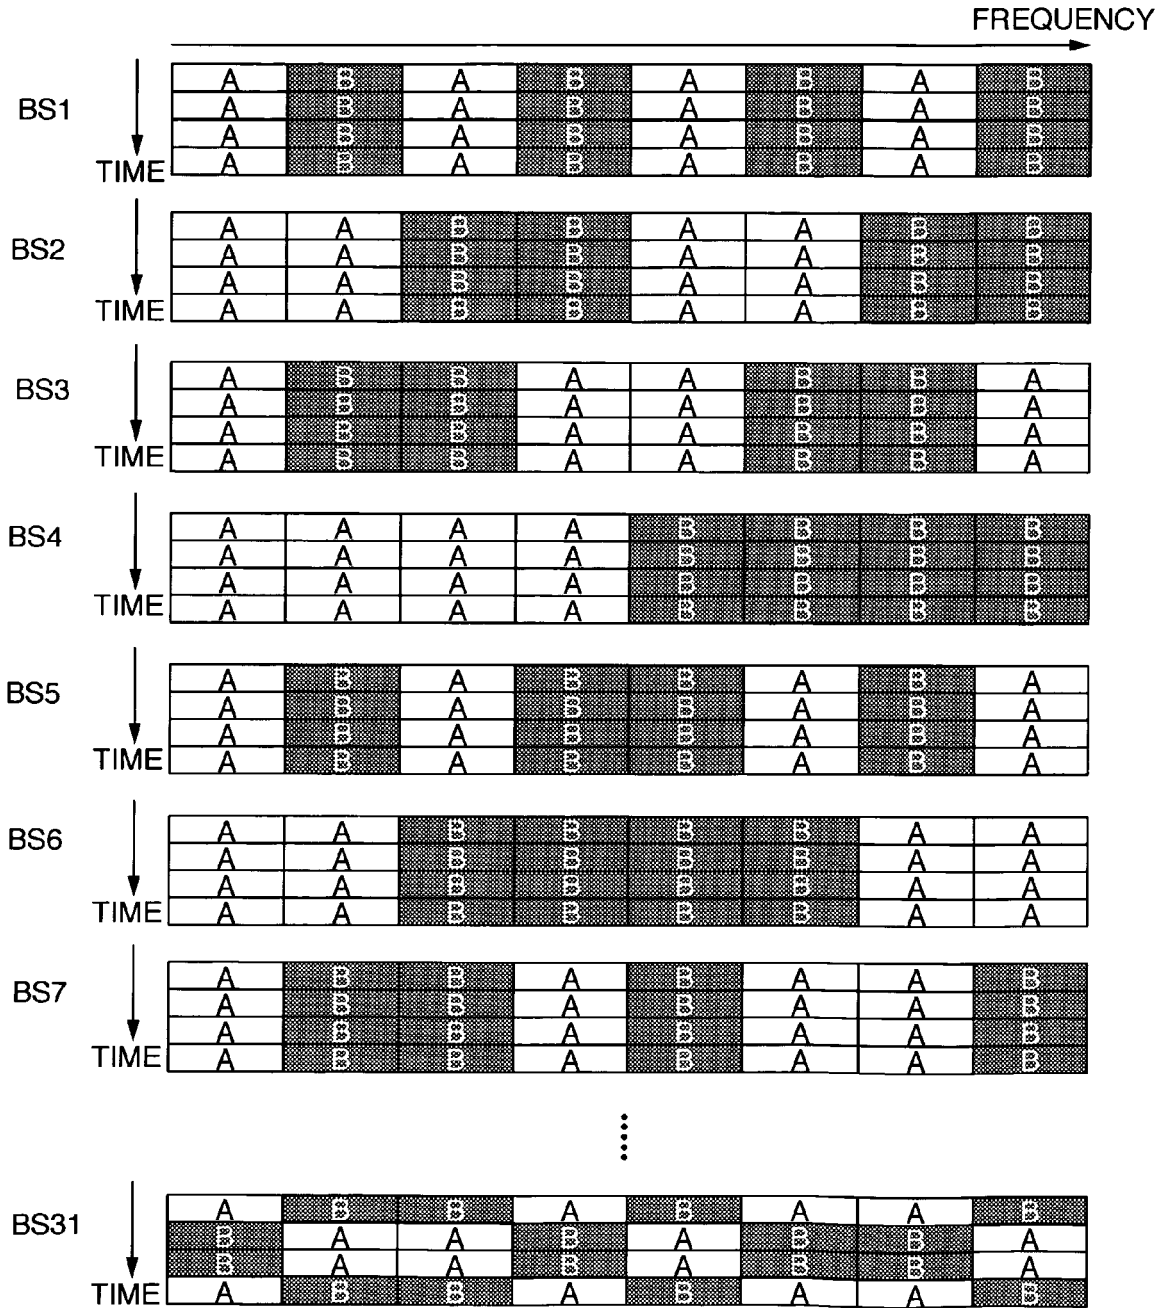 FREQUENCY
BS1
A B A B A B A B
A B A B A B A B
A B A B A B A B
TIME A B A B A B A B
BS2
A A B B A A B B
A A B B A A B B
A A B B A A B B
TIME A A B B A A B B
BS3
A B B A A B B A
A B B A A B B A
A B B A A B B A
TIME A B B A A B B A
BS4
A A A A B B B B
A A A A B B B B
A A A A B B B B
TIME A A A A B B B B
BS5
A B A B B A B A
A B A B B A B A
A B A B B A B A
TIME A B A B B A B A
BS6
A A B B B B A A
A A B B B B A A
A A B B B B A A
TIME A A B B B B A A
BS7
A B B A B A A B
A B B A B A A B
A B B A B A A B
TIME A B B A B A A B
BS31
A B B A B A A B
B A A B A B B A
B A A B A B B A
TIME A B B A B A A B